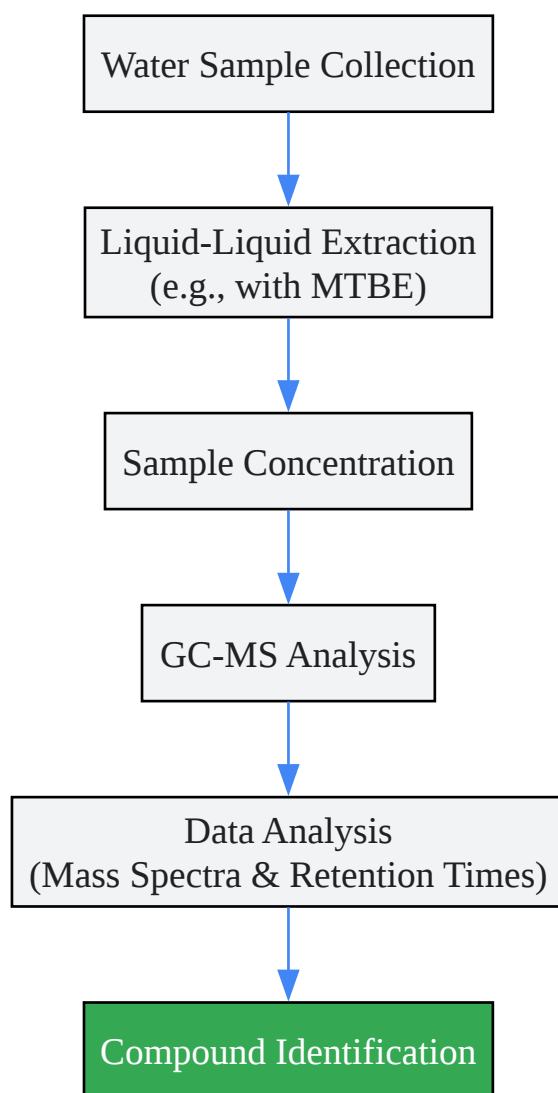 Water Sample Collection
Liquid-Liquid Extraction
(e.g., with MTBE)
Sample Concentration
GC-MS Analysis
Data Analysis
(Mass Spectra & Retention Times)
Compound Identification